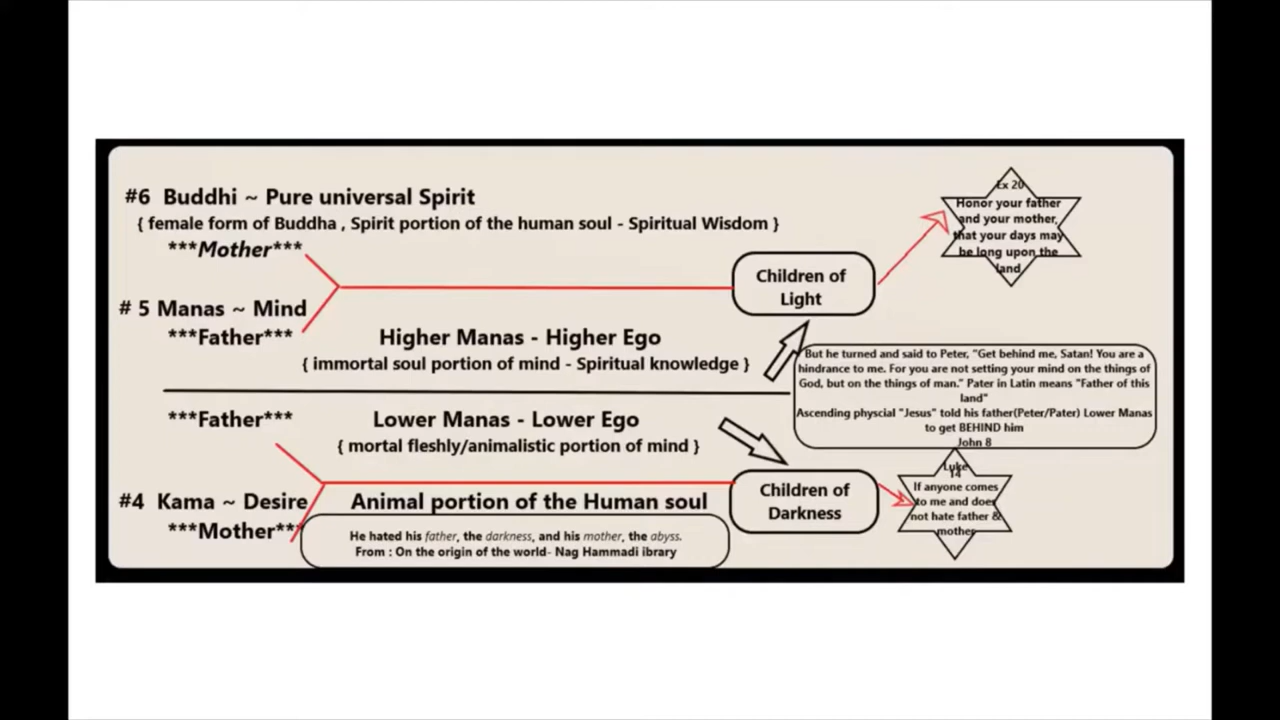 #6  Buddhi ~ Pure universal Spirit
{ female form of Buddha , Spirit portion of the human soul - Spiritual Wisdom }
***Mother***
# 5 Manas ~ Mind
***Father***
Higher Manas - Higher Ego
{ immortal soul portion of mind - Spiritual knowledge }
Children of
Light
Ex 20
Honor your father
and your mother,
that your days may
be long upon the
land
But he turned and said to Peter, "Get behind me, Satan! You are a
hindrance to me. For you are not setting your mind on the things of
God, but on the things of man." Pater in Latin means "Father of this
land"
Ascending physcial "Jesus" told his father(Peter/Pater) Lower Manas
to get BEHIND him
John 8
***Father***
Lower Manas - Lower Ego
{ mortal fleshly/animalistic portion of mind }
#4  Kama ~ Desire
***Mother***
Animal portion of the Human soul
He hated his father, the darkness, and his mother, the abyss.
From : On the origin of the world- Nag Hammadi ibrary
Children of
Darkness
Luke
14
If anyone comes
to me and does
not hate father &
mother